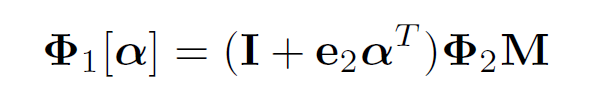 𝚽₁[𝜶] = (𝐈 + 𝐞₂𝜶ᵀ)𝚽₂𝐌